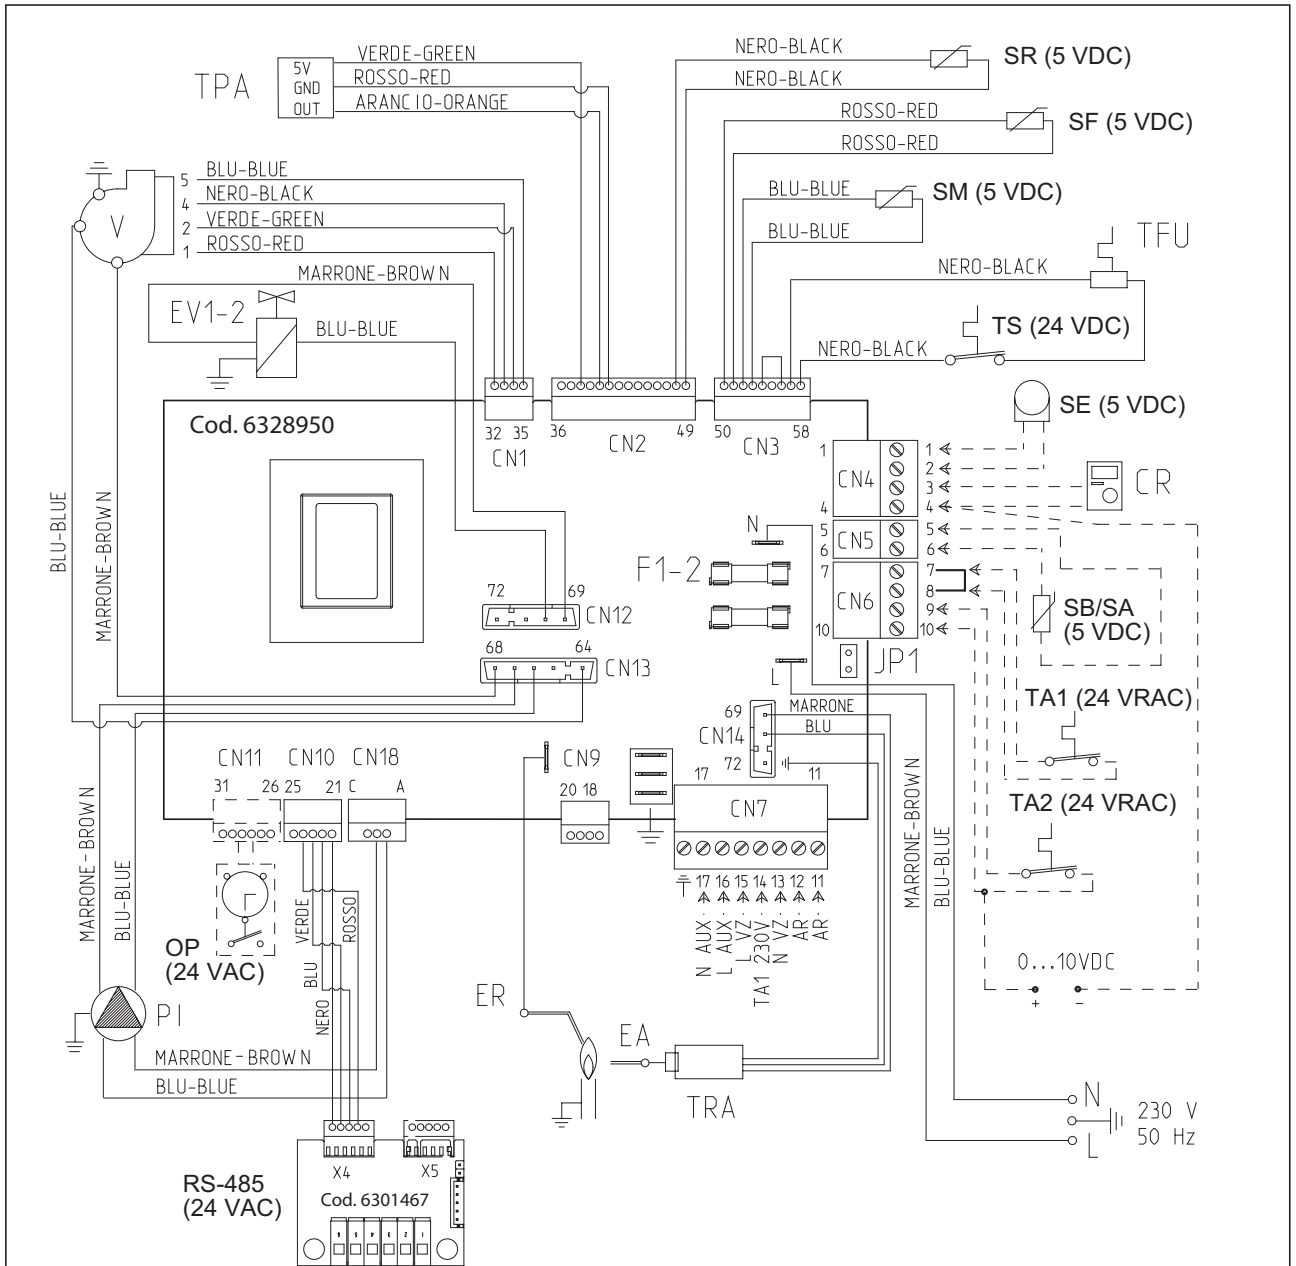 VERDE-GREEN
ROSSO-RED
ARANCIO-ORANGE
TPA
5V
GND
OUT
NERO-BLACK
NERO-BLACK
SR (5 VDC)
ROSSO-RED
ROSSO-RED
SF (5 VDC)
BLU-BLUE
BLU-BLUE
SM (5 VDC)
TFU
NERO-BLACK
TS (24 VDC)
NERO-BLACK
V
5 BLU-BLUE
4 NERO-BLACK
2 VERDE-GREEN
1 ROSSO-RED
MARRONE-BROWN
EV1-2
BLU-BLUE
Cod. 6328950
32 35
CN1
36 CN2 49
50 CN3 58
SE (5 VDC)
CR
1 CN4 4
1
2
3
4
5 CN5 6
5
6
7 CN6 10
7
8
9
10
SB/SA
(5 VDC)
N
F1-2
L
JP1
BLU-BLUE
MARRONE-BROWN
72 69
CN12
68 64
CN13
TA1 (24 VRAC)
TA2 (24 VRAC)
69 MARRONE
CN14 BLU
72
CN11
31 26
CN10
25 21
CN18
C A
CN9
20 18
17 11
CN7
17 16 15 14 13 12 11
N AUX
L AUX
L VZ
TA1 230V
N VZ
AR
AR
MARRONE-BROWN
BLU-BLUE
0...10VDC
+ -
MARRONE-BROWN
BLU-BLUE
OP
(24 VAC)
VERDE
BLU
NERO
ROSSO
PI
MARRONE-BROWN
BLU-BLUE
ER
EA
TRA
N
L
230 V
50 Hz
RS-485
(24 VAC)
X4
X5
Cod. 6301467
6 5 4 3 2 1